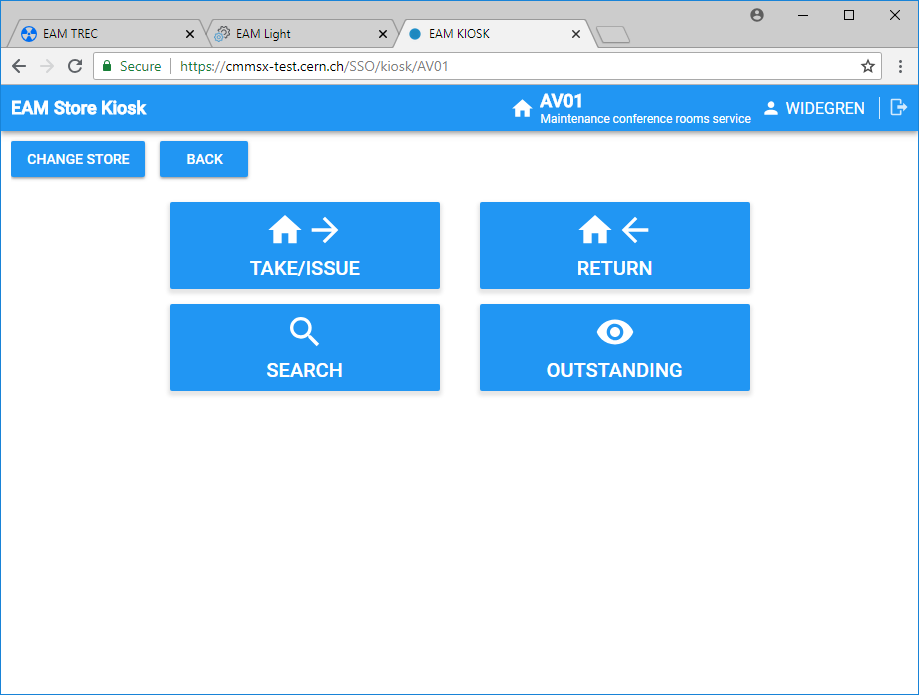 EAM TREC
EAM Light
EAM KIOSK
Secure
https://cmmsx-test.cern.ch/SSO/kiosk/AV01
EAM Store Kiosk
AV01
Maintenance conference rooms service
WIDEGREN
CHANGE STORE
BACK
TAKE/ISSUE
RETURN
SEARCH
OUTSTANDING